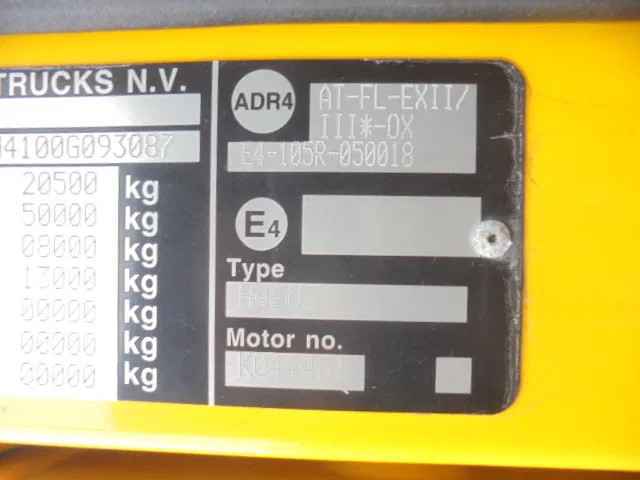 TRUCKS N.V.
4100G093087
20500 kg
50000 kg
08000 kg
13000 kg
00000 kg
00000 kg
00000 kg
ADR4
AT-FL-EXII/
III*-OX
E4-105R-050018
E4
Type
Motor no.